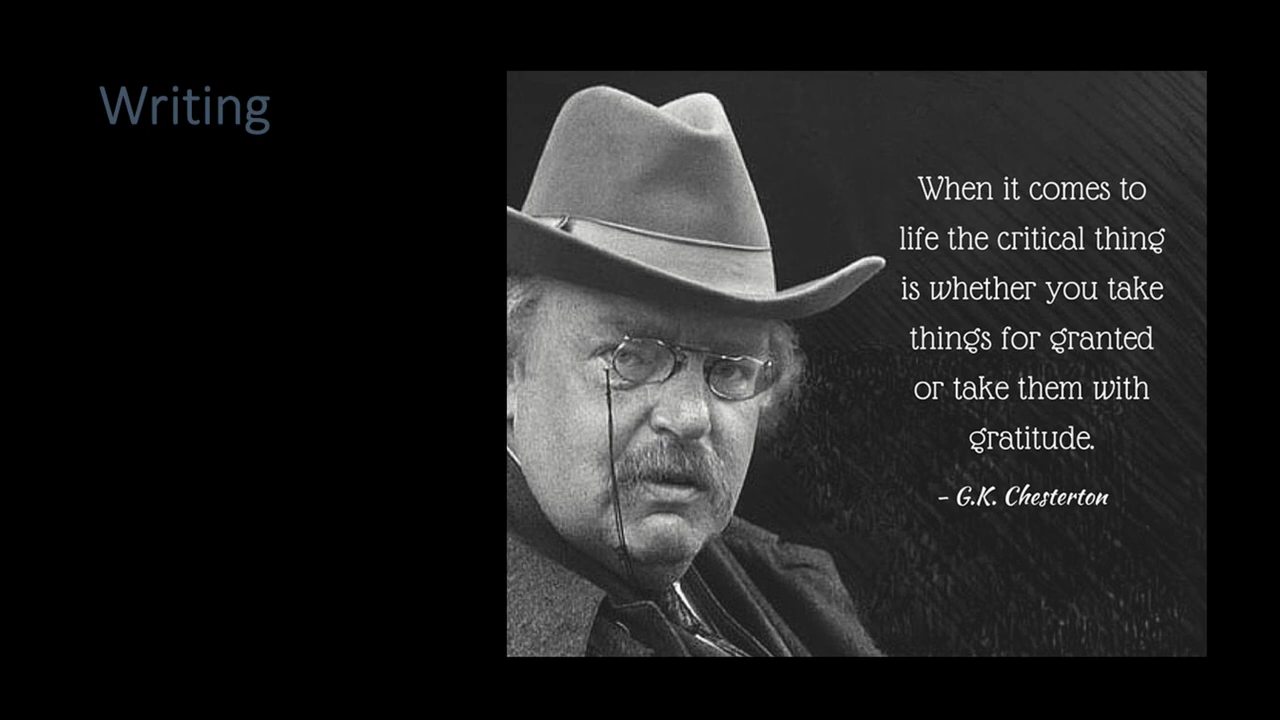 Writing
When it comes to
life the critical thing
is whether you take
things for granted
or take them with
gratitude.
– G.K. Chesterton